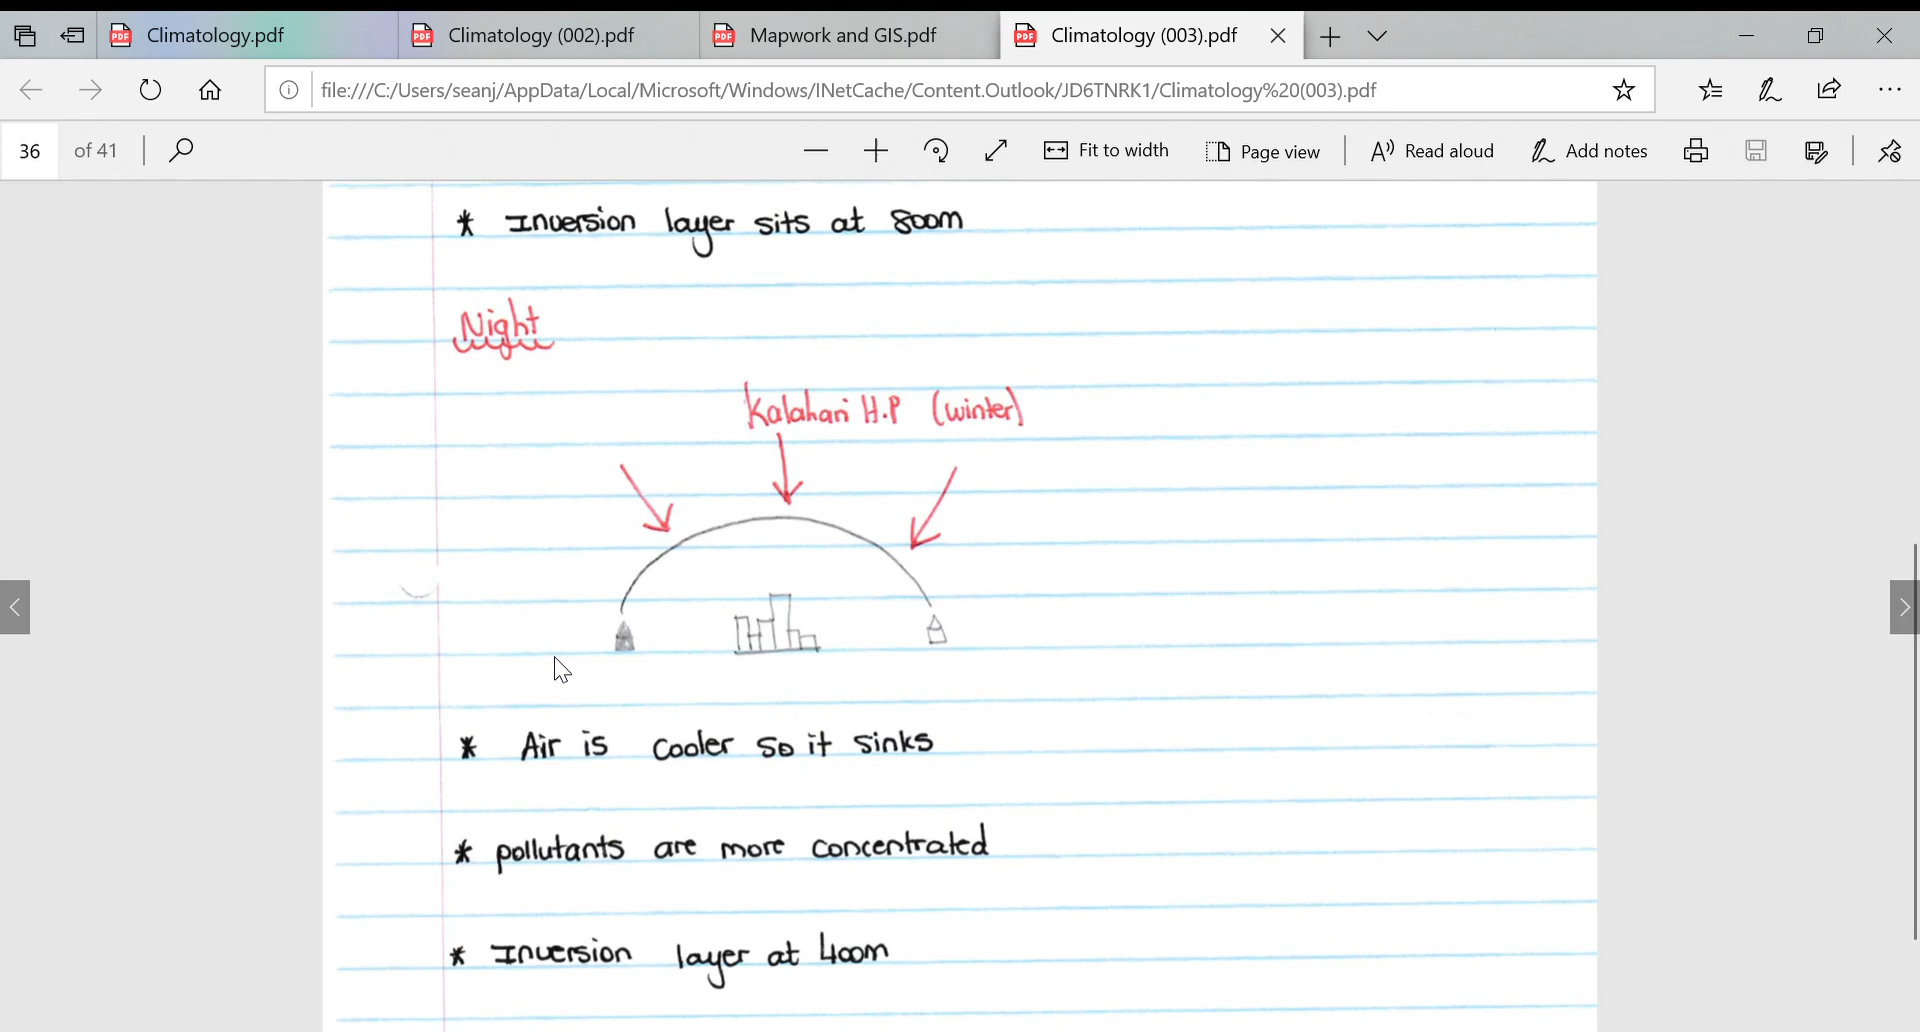 Climatology.pdf
Climatology (002).pdf
Mapwork and GIS.pdf
Climatology (003).pdf
file:///C:/Users/seanj/AppData/Local/Microsoft/Windows/INetCache/Content.Outlook/JD6TNRK1/Climatology%20(003).pdf
36 of 41
Fit to width
Page view
Read aloud
Add notes
* Inversion layer sits at 800m
Night
Kalahari H.P (winter)
* Air is cooler so it sinks
* pollutants are more concentrated
* Inversion layer at 400m